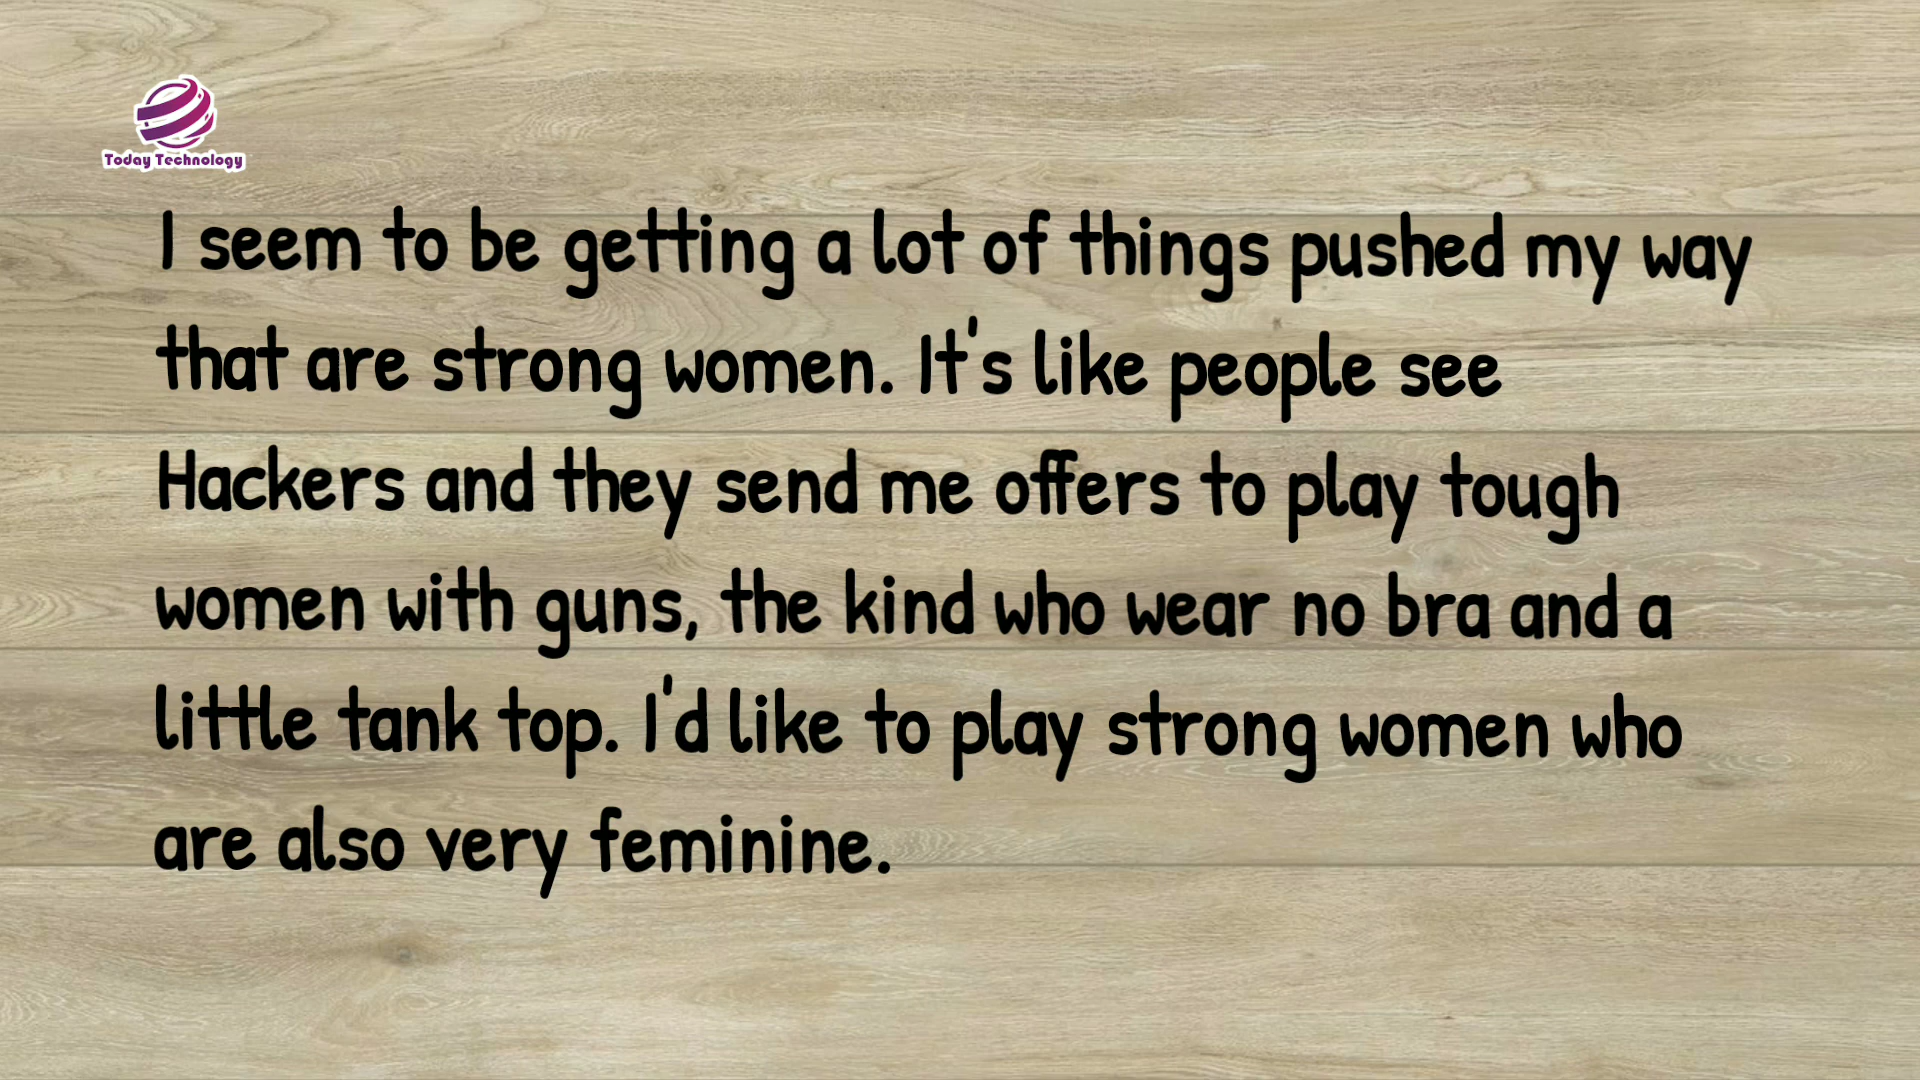 Today Technology
I seem to be getting a lot of things pushed my way
that are strong women. It's like people see
Hackers and they send me offers to play tough
women with guns, the kind who wear no bra and a
little tank top. I'd like to play strong women who
are also very feminine.